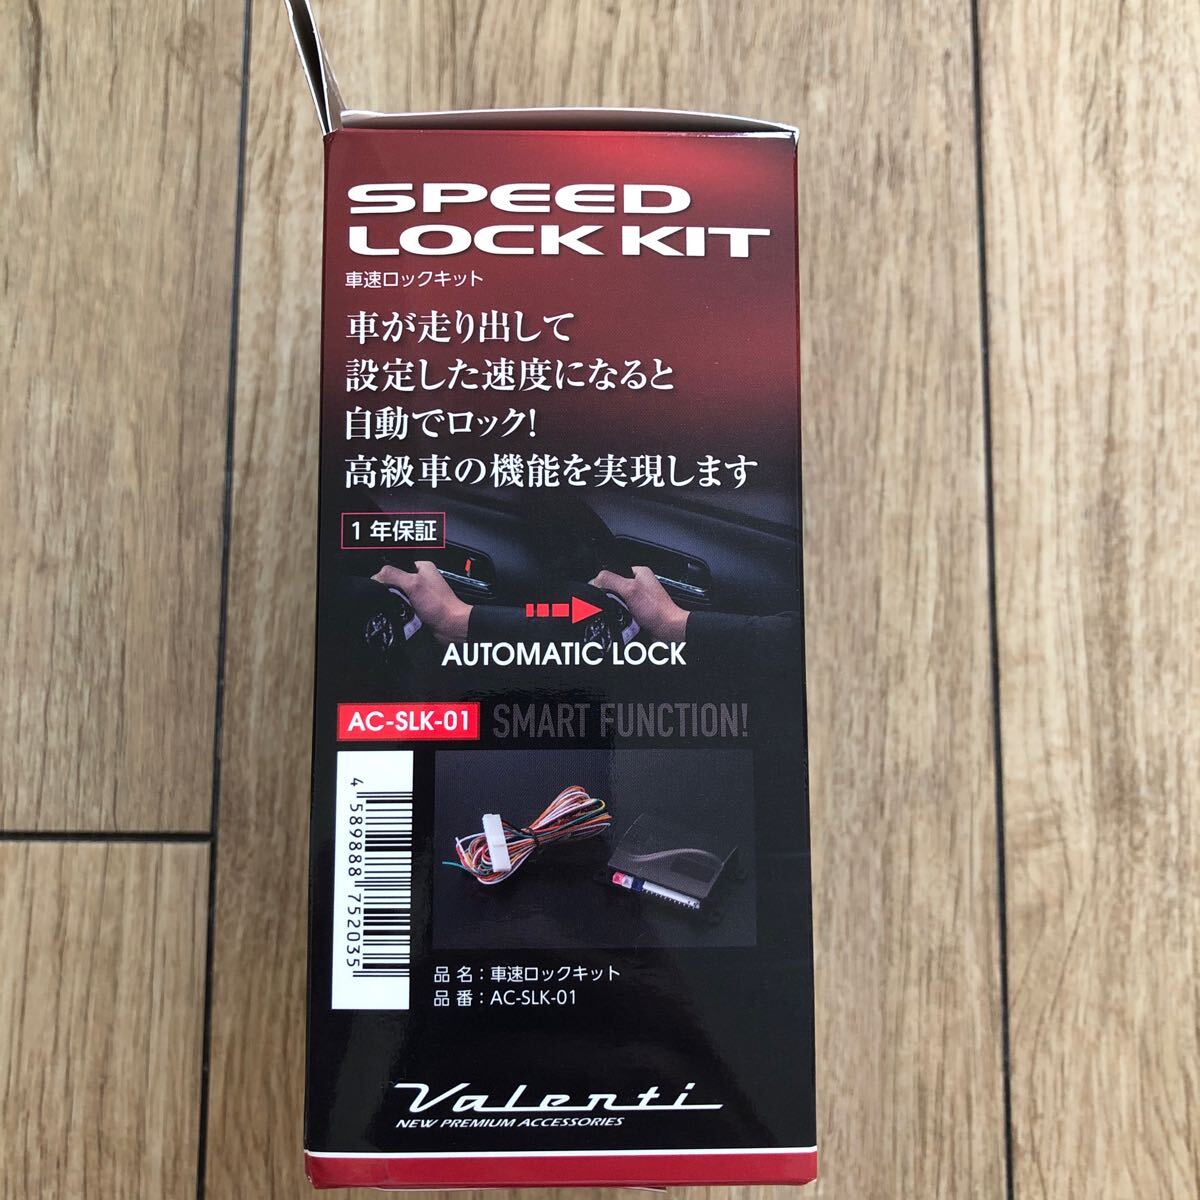 SPEED
LOCK KIT
車速ロックキット
車が走り出して
設定した速度になると
自動でロック!
高級車の機能を実現します
1年保証
AUTOMATIC LOCK
AC-SLK-01
SMART FUNCTION!
4 589888 752035
品 名：車速ロックキット
品 番：AC-SLK-01
Valenti
NEW PREMIUM ACCESSORIES